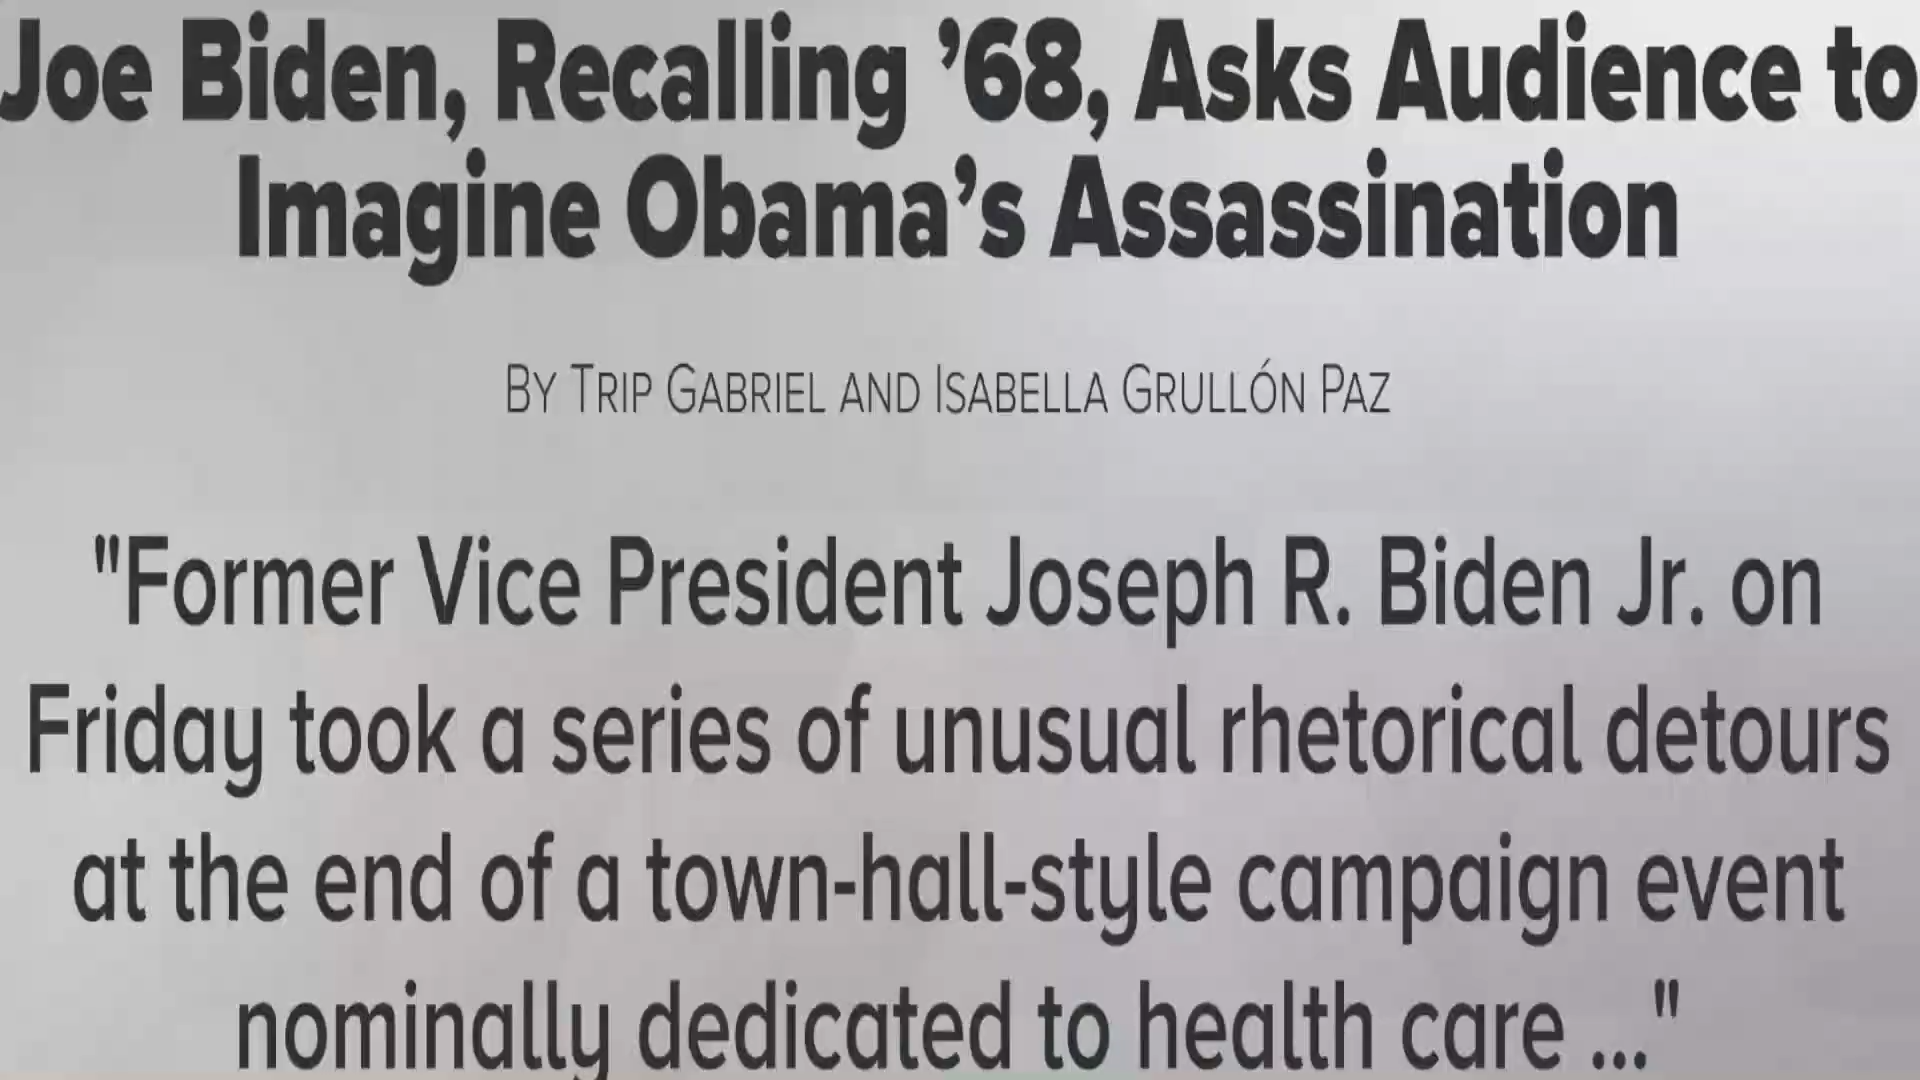 Joe Biden, Recalling ’68, Asks Audience to
Imagine Obama’s Assassination
BY TRIP GABRIEL AND ISABELLA GRULLÓN PAZ
"Former Vice President Joseph R. Biden Jr. on
Friday took a series of unusual rhetorical detours
at the end of a town-hall-style campaign event
nominally dedicated to health care ..."